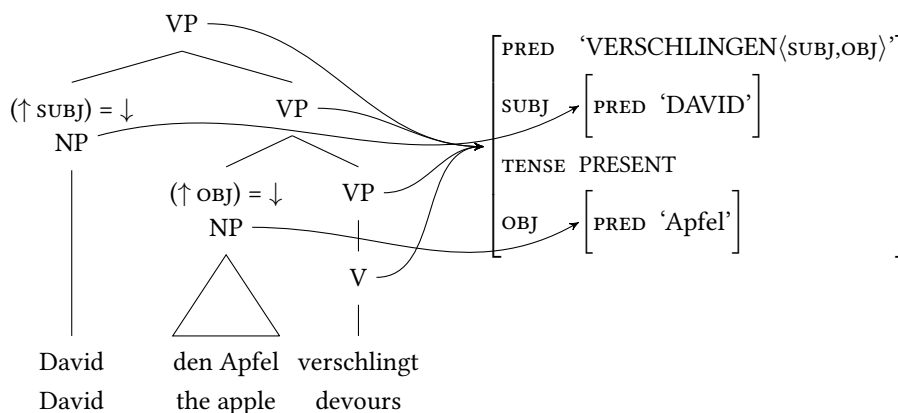 VP
[PRED ‘VERSCHLINGEN⟨SUBJ,OBJ⟩’]
(↑ SUBJ) = ↓
VP
SUBJ [PRED ‘DAVID’]
NP
TENSE PRESENT
(↑ OBJ) = ↓
VP
OBJ [PRED ‘Apfel’]
NP
V
David den Apfel verschlingt
David the apple devours